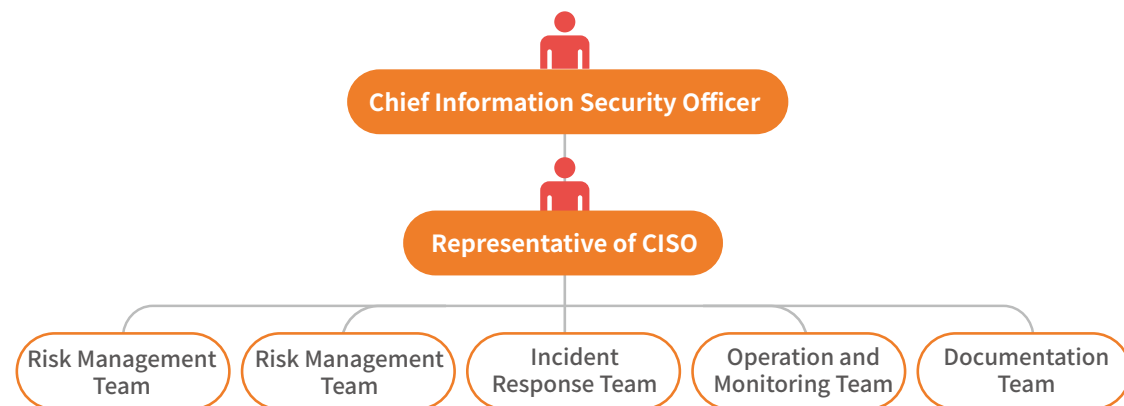 Chief Information Security Officer
Representative of CISO
Risk Management
Team
Risk Management
Team
Incident
Response Team
Operation and
Monitoring Team
Documentation
Team